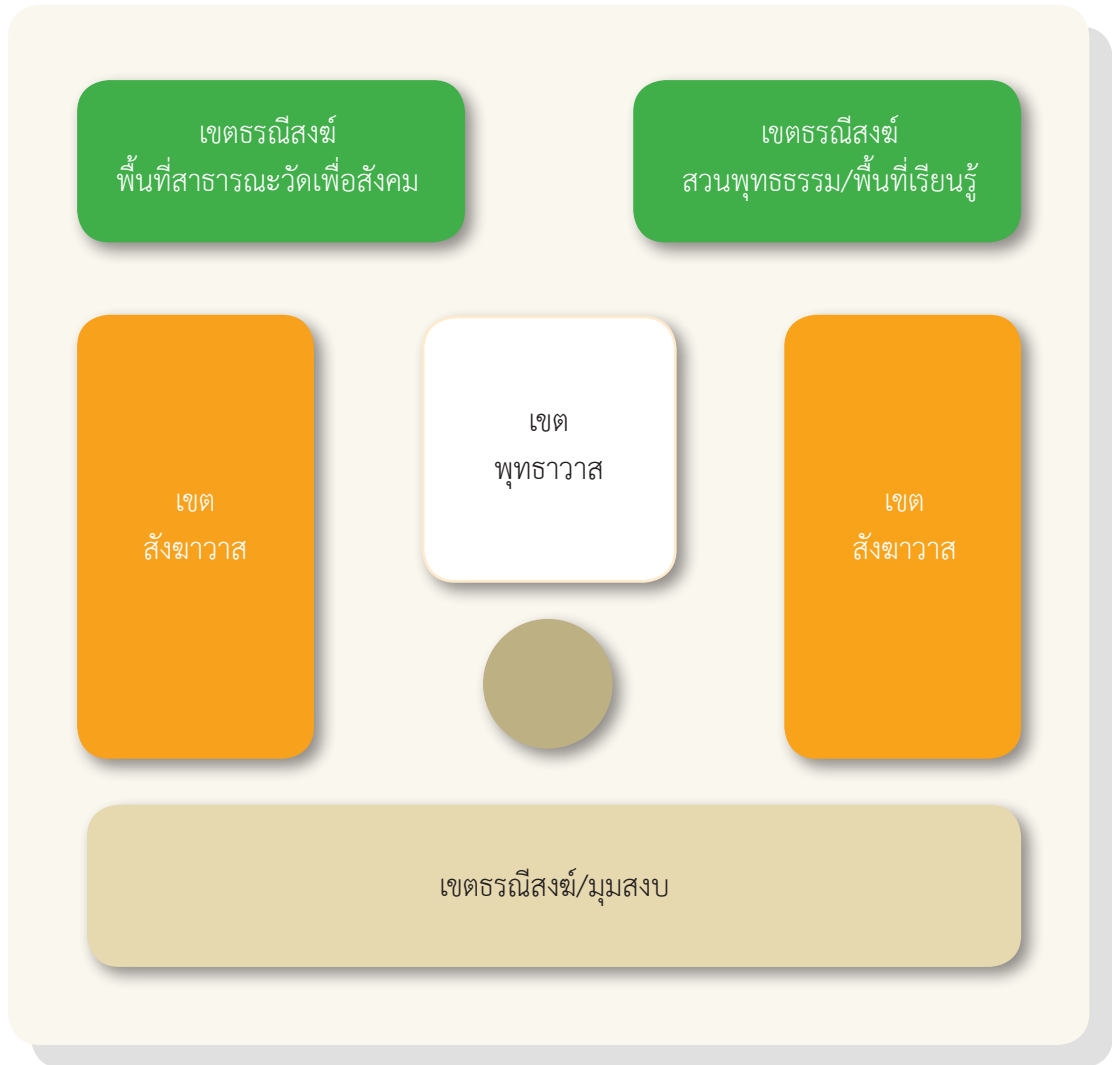 เขตธรณีสงฆ์
พื้นที่สาธารณะวัดเพื่อสังคม
เขตธรณีสงฆ์
สวนพุทธธรรม/พื้นที่เรียนรู้
เขต
พุทธาวาส
เขต
สังฆาวาส
เขต
สังฆาวาส
เขตธรณีสงฆ์/มุมสงบ